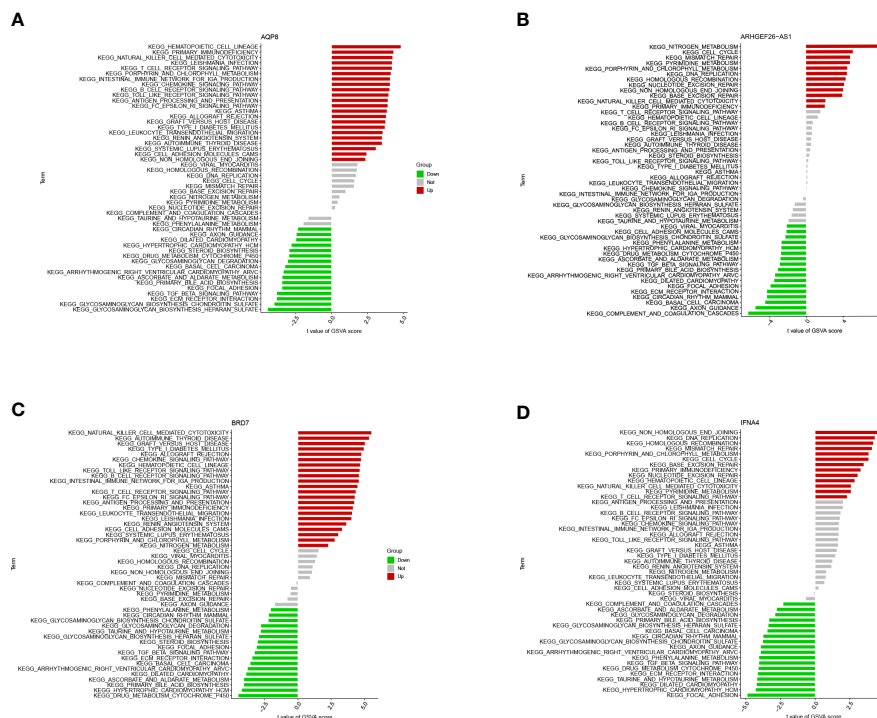 A
AQP8
KEGG_HEMATOPOIETIC_CELL_LINEAGE
KEGG_PRIMARY_IMMUNODEFICIENCY
KEGG_NATURAL_KILLER_CELL_MEDIATED_CYTOTOXICITY
KEGG_LEISHMANIA_INFECTION
KEGG_T_CELL_RECEPTOR_SIGNALING_PATHWAY
KEGG_PORPHYRIN_AND_CHLOROPHYLL_METABOLISM
KEGG_INTESTINAL_IMMUNE_NETWORK_FOR_IGA_PRODUCTION
KEGG_CHEMOKINE_SIGNALING_PATHWAY
KEGG_B_CELL_RECEPTOR_SIGNALING_PATHWAY
KEGG_TOLL_LIKE_RECEPTOR_SIGNALING_PATHWAY
KEGG_ANTIGEN_PROCESSING_AND_PRESENTATION
KEGG_FC_EPSILON_RI_SIGNALING_PATHWAY
KEGG_ASTHMA
KEGG_ALLOGRAFT_REJECTION
KEGG_GRAFT_VERSUS_HOST_DISEASE
KEGG_TYPE_I_DIABETES_MELLITUS
KEGG_LEUKOCYTE_TRANSENDOTHELIAL_MIGRATION
KEGG_RENIN_ANGIOTENSIN_SYSTEM
KEGG_AUTOIMMUNE_THYROID_DISEASE
KEGG_SYSTEMIC_LUPUS_ERYTHEMATOSUS
KEGG_CELL_ADHESION_MOLECULES_CAMS
KEGG_NON_HOMOLOGOUS_END_JOINING
KEGG_VIRAL_MYOCARDITIS
KEGG_HOMOLOGOUS_RECOMBINATION
KEGG_DNA_REPLICATION
KEGG_CELL_CYCLE
KEGG_MISMATCH_REPAIR
KEGG_BASE_EXCISION_REPAIR
KEGG_NITROGEN_METABOLISM
KEGG_PYRIMIDINE_METABOLISM
KEGG_NUCLEOTIDE_EXCISION_REPAIR
KEGG_COMPLEMENT_AND_COAGULATION_CASCADES
KEGG_TAURINE_AND_HYPOTAURINE_METABOLISM
KEGG_PHENYLALANINE_METABOLISM
KEGG_CIRCADIAN_RHYTHM_MAMMAL
KEGG_AXON_GUIDANCE
KEGG_DILATED_CARDIOMYOPATHY
KEGG_HYPERTROPHIC_CARDIOMYOPATHY_HCM
KEGG_STEROID_BIOSYNTHESIS
KEGG_DRUG_METABOLISM_CYTOCHROME_P450
KEGG_GLYCOSAMINOGLYCAN_DEGRADATION
KEGG_BASAL_CELL_CARCINOMA
KEGG_ARRHYTHMOGENIC_RIGHT_VENTRICULAR_CARDIOMYOPATHY_ARVC
KEGG_ASCORBATE_AND_ALDARATE_METABOLISM
KEGG_PRIMARY_BILE_ACID_BIOSYNTHESIS
KEGG_FOCAL_ADHESION
KEGG_TGF_BETA_SIGNALING_PATHWAY
KEGG_ECM_RECEPTOR_INTERACTION
KEGG_GLYCOSAMINOGLYCAN_BIOSYNTHESIS_CHONDROITIN_SULFATE
KEGG_GLYCOSAMINOGLYCAN_BIOSYNTHESIS_HEPARAN_SULFATE
Term
-2.5 0.0 2.5 5.0
t value of GSVA score
Group
Down
Not
Up
B
ARHGEF26-AS1
KEGG_NITROGEN_METABOLISM
KEGG_CELL_CYCLE
KEGG_MISMATCH_REPAIR
KEGG_PYRIMIDINE_METABOLISM
KEGG_PORPHYRIN_AND_CHLOROPHYLL_METABOLISM
KEGG_DNA_REPLICATION
KEGG_HOMOLOGOUS_RECOMBINATION
KEGG_NUCLEOTIDE_EXCISION_REPAIR
KEGG_NON_HOMOLOGOUS_END_JOINING
KEGG_BASE_EXCISION_REPAIR
KEGG_NATURAL_KILLER_CELL_MEDIATED_CYTOTOXICITY
KEGG_PRIMARY_IMMUNODEFICIENCY
KEGG_T_CELL_RECEPTOR_SIGNALING_PATHWAY
KEGG_HEMATOPOIETIC_CELL_LINEAGE
KEGG_B_CELL_RECEPTOR_SIGNALING_PATHWAY
KEGG_FC_EPSILON_RI_SIGNALING_PATHWAY
KEGG_LEISHMANIA_INFECTION
KEGG_GRAFT_VERSUS_HOST_DISEASE
KEGG_AUTOIMMUNE_THYROID_DISEASE
KEGG_ANTIGEN_PROCESSING_AND_PRESENTATION
KEGG_STEROID_BIOSYNTHESIS
KEGG_TOLL_LIKE_RECEPTOR_SIGNALING_PATHWAY
KEGG_TYPE_I_DIABETES_MELLITUS
KEGG_ASTHMA
KEGG_ALLOGRAFT_REJECTION
KEGG_LEUKOCYTE_TRANSENDOTHELIAL_MIGRATION
KEGG_CHEMOKINE_SIGNALING_PATHWAY
KEGG_INTESTINAL_IMMUNE_NETWORK_FOR_IGA_PRODUCTION
KEGG_GLYCOSAMINOGLYCAN_DEGRADATION
KEGG_GLYCOSAMINOGLYCAN_BIOSYNTHESIS_HEPARAN_SULFATE
KEGG_RENIN_ANGIOTENSIN_SYSTEM
KEGG_SYSTEMIC_LUPUS_ERYTHEMATOSUS
KEGG_TAURINE_AND_HYPOTAURINE_METABOLISM
KEGG_VIRAL_MYOCARDITIS
KEGG_CELL_ADHESION_MOLECULES_CAMS
KEGG_GLYCOSAMINOGLYCAN_BIOSYNTHESIS_CHONDROITIN_SULFATE
KEGG_PHENYLALANINE_METABOLISM
KEGG_HYPERTROPHIC_CARDIOMYOPATHY_HCM
KEGG_DRUG_METABOLISM_CYTOCHROME_P450
KEGG_ASCORBATE_AND_ALDARATE_METABOLISM
KEGG_TGF_BETA_SIGNALING_PATHWAY
KEGG_PRIMARY_BILE_ACID_BIOSYNTHESIS
KEGG_ARRHYTHMOGENIC_RIGHT_VENTRICULAR_CARDIOMYOPATHY_ARVC
KEGG_DILATED_CARDIOMYOPATHY
KEGG_FOCAL_ADHESION
KEGG_ECM_RECEPTOR_INTERACTION
KEGG_CIRCADIAN_RHYTHM_MAMMAL
KEGG_BASAL_CELL_CARCINOMA
KEGG_AXON_GUIDANCE
KEGG_COMPLEMENT_AND_COAGULATION_CASCADES
Term
-4 0 4
t value of GSVA score
C
BRD7
KEGG_NATURAL_KILLER_CELL_MEDIATED_CYTOTOXICITY
KEGG_AUTOIMMUNE_THYROID_DISEASE
KEGG_GRAFT_VERSUS_HOST_DISEASE
KEGG_TYPE_I_DIABETES_MELLITUS
KEGG_ALLOGRAFT_REJECTION
KEGG_CHEMOKINE_SIGNALING_PATHWAY
KEGG_HEMATOPOIETIC_CELL_LINEAGE
KEGG_TOLL_LIKE_RECEPTOR_SIGNALING_PATHWAY
KEGG_B_CELL_RECEPTOR_SIGNALING_PATHWAY
KEGG_INTESTINAL_IMMUNE_NETWORK_FOR_IGA_PRODUCTION
KEGG_ASTHMA
KEGG_T_CELL_RECEPTOR_SIGNALING_PATHWAY
KEGG_FC_EPSILON_RI_SIGNALING_PATHWAY
KEGG_ANTIGEN_PROCESSING_AND_PRESENTATION
KEGG_PRIMARY_IMMUNODEFICIENCY
KEGG_LEUKOCYTE_TRANSENDOTHELIAL_MIGRATION
KEGG_LEISHMANIA_INFECTION
KEGG_RENIN_ANGIOTENSIN_SYSTEM
KEGG_CELL_ADHESION_MOLECULES_CAMS
KEGG_SYSTEMIC_LUPUS_ERYTHEMATOSUS
KEGG_PORPHYRIN_AND_CHLOROPHYLL_METABOLISM
KEGG_NITROGEN_METABOLISM
KEGG_CELL_CYCLE
KEGG_VIRAL_MYOCARDITIS
KEGG_HOMOLOGOUS_RECOMBINATION
KEGG_DNA_REPLICATION
KEGG_NON_HOMOLOGOUS_END_JOINING
KEGG_MISMATCH_REPAIR
KEGG_COMPLEMENT_AND_COAGULATION_CASCADES
KEGG_NUCLEOTIDE_EXCISION_REPAIR
KEGG_PYRIMIDINE_METABOLISM
KEGG_BASE_EXCISION_REPAIR
KEGG_AXON_GUIDANCE
KEGG_PHENYLALANINE_METABOLISM
KEGG_CIRCADIAN_RHYTHM_MAMMAL
KEGG_GLYCOSAMINOGLYCAN_BIOSYNTHESIS_CHONDROITIN_SULFATE
KEGG_GLYCOSAMINOGLYCAN_DEGRADATION
KEGG_TAURINE_AND_HYPOTAURINE_METABOLISM
KEGG_GLYCOSAMINOGLYCAN_BIOSYNTHESIS_HEPARAN_SULFATE
KEGG_STEROID_BIOSYNTHESIS
KEGG_FOCAL_ADHESION
KEGG_TGF_BETA_SIGNALING_PATHWAY
KEGG_ECM_RECEPTOR_INTERACTION
KEGG_BASAL_CELL_CARCINOMA
KEGG_ARRHYTHMOGENIC_RIGHT_VENTRICULAR_CARDIOMYOPATHY_ARVC
KEGG_DILATED_CARDIOMYOPATHY
KEGG_ASCORBATE_AND_ALDARATE_METABOLISM
KEGG_PRIMARY_BILE_ACID_BIOSYNTHESIS
KEGG_HYPERTROPHIC_CARDIOMYOPATHY_HCM
KEGG_DRUG_METABOLISM_CYTOCHROME_P450
Term
-2.5 0.0 2.5 5.0
t value of GSVA score
Group
Down
Not
Up
D
IFNA4
KEGG_NON_HOMOLOGOUS_END_JOINING
KEGG_DNA_REPLICATION
KEGG_HOMOLOGOUS_RECOMBINATION
KEGG_MISMATCH_REPAIR
KEGG_PORPHYRIN_AND_CHLOROPHYLL_METABOLISM
KEGG_CELL_CYCLE
KEGG_BASE_EXCISION_REPAIR
KEGG_PRIMARY_IMMUNODEFICIENCY
KEGG_NUCLEOTIDE_EXCISION_REPAIR
KEGG_HEMATOPOIETIC_CELL_LINEAGE
KEGG_NATURAL_KILLER_CELL_MEDIATED_CYTOTOXICITY
KEGG_PYRIMIDINE_METABOLISM
KEGG_T_CELL_RECEPTOR_SIGNALING_PATHWAY
KEGG_ANTIGEN_PROCESSING_AND_PRESENTATION
KEGG_LEISHMANIA_INFECTION
KEGG_B_CELL_RECEPTOR_SIGNALING_PATHWAY
KEGG_FC_EPSILON_RI_SIGNALING_PATHWAY
KEGG_CHEMOKINE_SIGNALING_PATHWAY
KEGG_INTESTINAL_IMMUNE_NETWORK_FOR_IGA_PRODUCTION
KEGG_ALLOGRAFT_REJECTION
KEGG_TOLL_LIKE_RECEPTOR_SIGNALING_PATHWAY
KEGG_ASTHMA
KEGG_GRAFT_VERSUS_HOST_DISEASE
KEGG_TYPE_I_DIABETES_MELLITUS
KEGG_AUTOIMMUNE_THYROID_DISEASE
KEGG_RENIN_ANGIOTENSIN_SYSTEM
KEGG_NITROGEN_METABOLISM
KEGG_LEUKOCYTE_TRANSENDOTHELIAL_MIGRATION
KEGG_SYSTEMIC_LUPUS_ERYTHEMATOSUS
KEGG_CELL_ADHESION_MOLECULES_CAMS
KEGG_STEROID_BIOSYNTHESIS
KEGG_VIRAL_MYOCARDITIS
KEGG_COMPLEMENT_AND_COAGULATION_CASCADES
KEGG_ASCORBATE_AND_ALDARATE_METABOLISM
KEGG_GLYCOSAMINOGLYCAN_DEGRADATION
KEGG_PRIMARY_BILE_ACID_BIOSYNTHESIS
KEGG_GLYCOSAMINOGLYCAN_BIOSYNTHESIS_HEPARAN_SULFATE
KEGG_BASAL_CELL_CARCINOMA
KEGG_CIRCADIAN_RHYTHM_MAMMAL
KEGG_GLYCOSAMINOGLYCAN_BIOSYNTHESIS_CHONDROITIN_SULFATE
KEGG_AXON_GUIDANCE
KEGG_ARRHYTHMOGENIC_RIGHT_VENTRICULAR_CARDIOMYOPATHY_ARVC
KEGG_PHENYLALANINE_METABOLISM
KEGG_TGF_BETA_SIGNALING_PATHWAY
KEGG_DRUG_METABOLISM_CYTOCHROME_P450
KEGG_ECM_RECEPTOR_INTERACTION
KEGG_TAURINE_AND_HYPOTAURINE_METABOLISM
KEGG_DILATED_CARDIOMYOPATHY
KEGG_HYPERTROPHIC_CARDIOMYOPATHY_HCM
KEGG_FOCAL_ADHESION
Term
-5.0 -2.5 0.0 2.5
t value of GSVA score